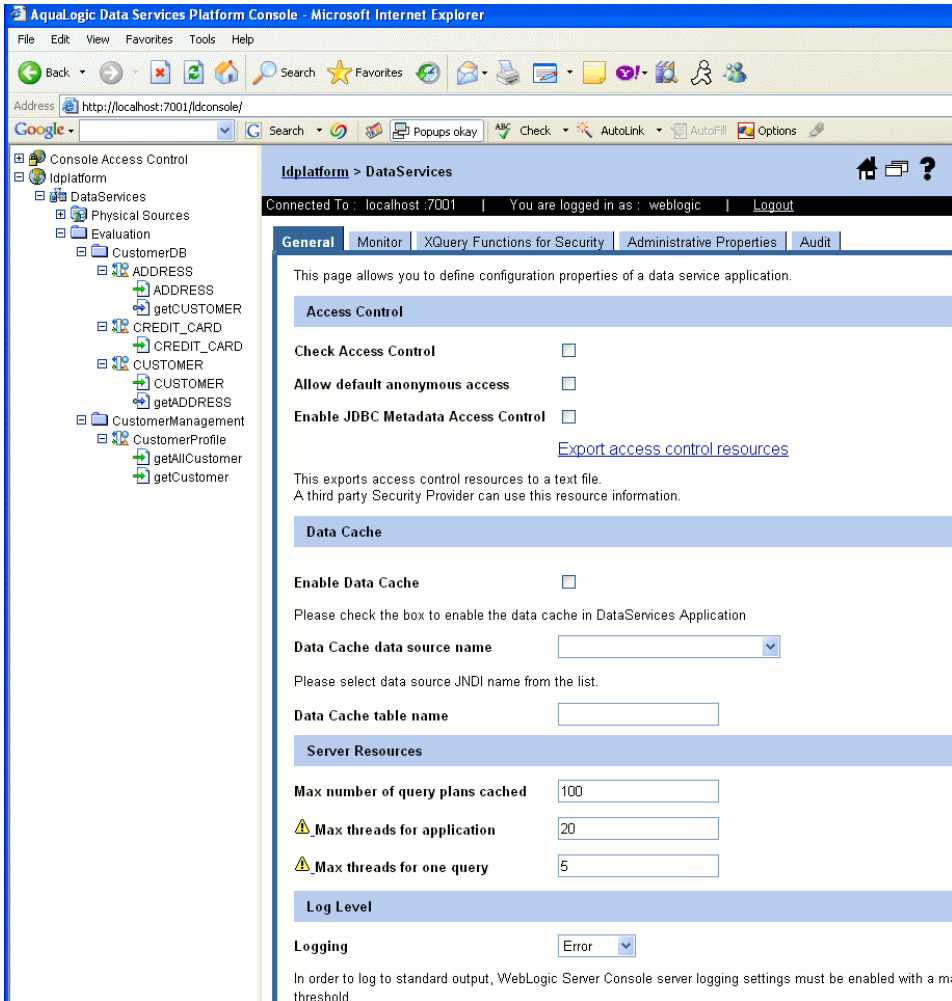 AquaLogic Data Services Platform Console - Microsoft Internet Explorer
File Edit View Favorites Tools Help
Back Search Favorites
Address http://localhost:7001/ldconsole/
Google Search Popups okay ABC Check AutoLink AutoFill Options
Console Access Control
ldplatform
DataServices
Physical Sources
Evaluation
CustomerDB
ADDRESS
ADDRESS
getCUSTOMER
CREDIT_CARD
CREDIT_CARD
CUSTOMER
CUSTOMER
getADDRESS
CustomerManagement
CustomerProfile
getAllCustomer
getCustomer
ldplatform > DataServices
Connected To : localhost :7001 | You are logged in as : weblogic | Logout
General Monitor XQuery Functions for Security Administrative Properties Audit
This page allows you to define configuration properties of a data service application.
Access Control
Check Access Control
Allow default anonymous access
Enable JDBC Metadata Access Control
Export access control resources
This exports access control resources to a text file.
A third party Security Provider can use this resource information.
Data Cache
Enable Data Cache
Please check the box to enable the data cache in DataServices Application
Data Cache data source name
Please select data source JNDI name from the list.
Data Cache table name
Server Resources
Max number of query plans cached 100
Max threads for application 20
Max threads for one query 5
Log Level
Logging Error
In order to log to standard output, WebLogic Server Console server logging settings must be enabled with a
threshold